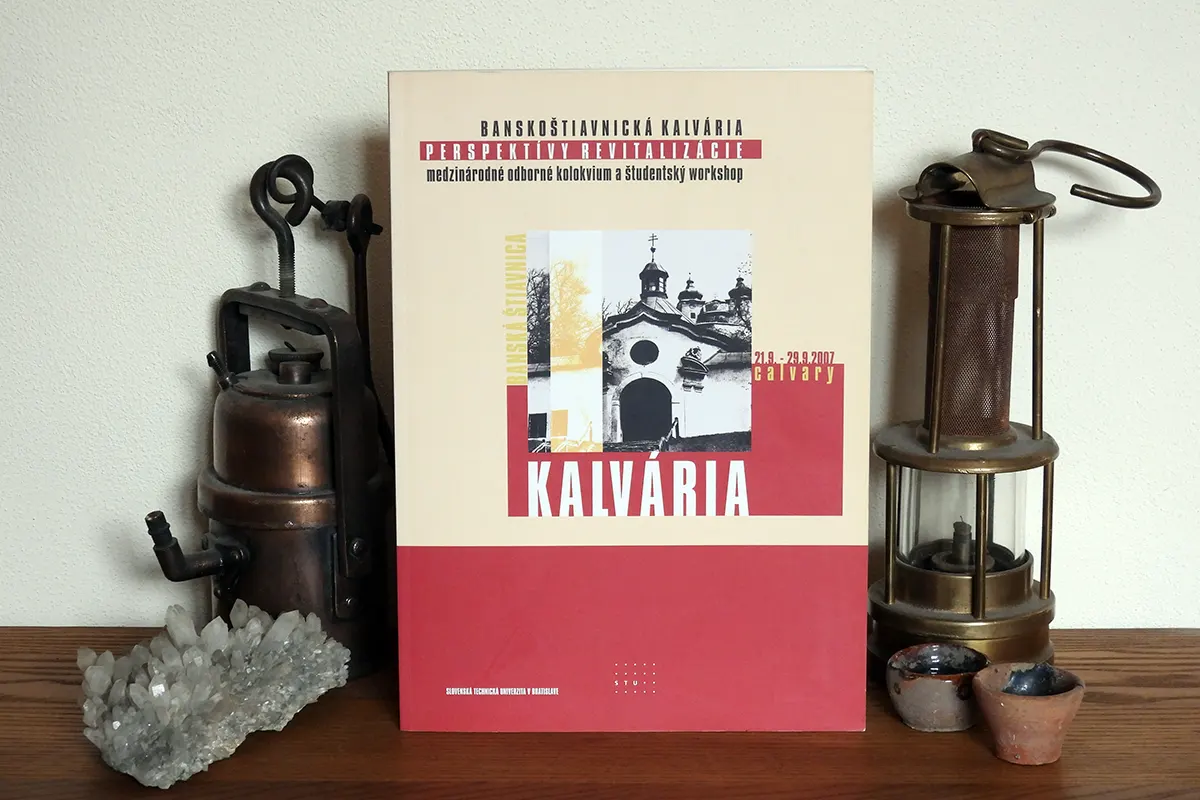 BANSKOŠTIAVNICKÁ KALVÁRIA
PERSPEKTÍVY REVITALIZÁCIE
medzinárodné odborné kolokvium a študentský workshop
BANSKÁ ŠTIAVNICA
21.9. - 29.9.2007
calvary
KALVÁRIA
STU
SLOVENSKÁ TECHNICKÁ UNIVERZITA V BRATISLAVE